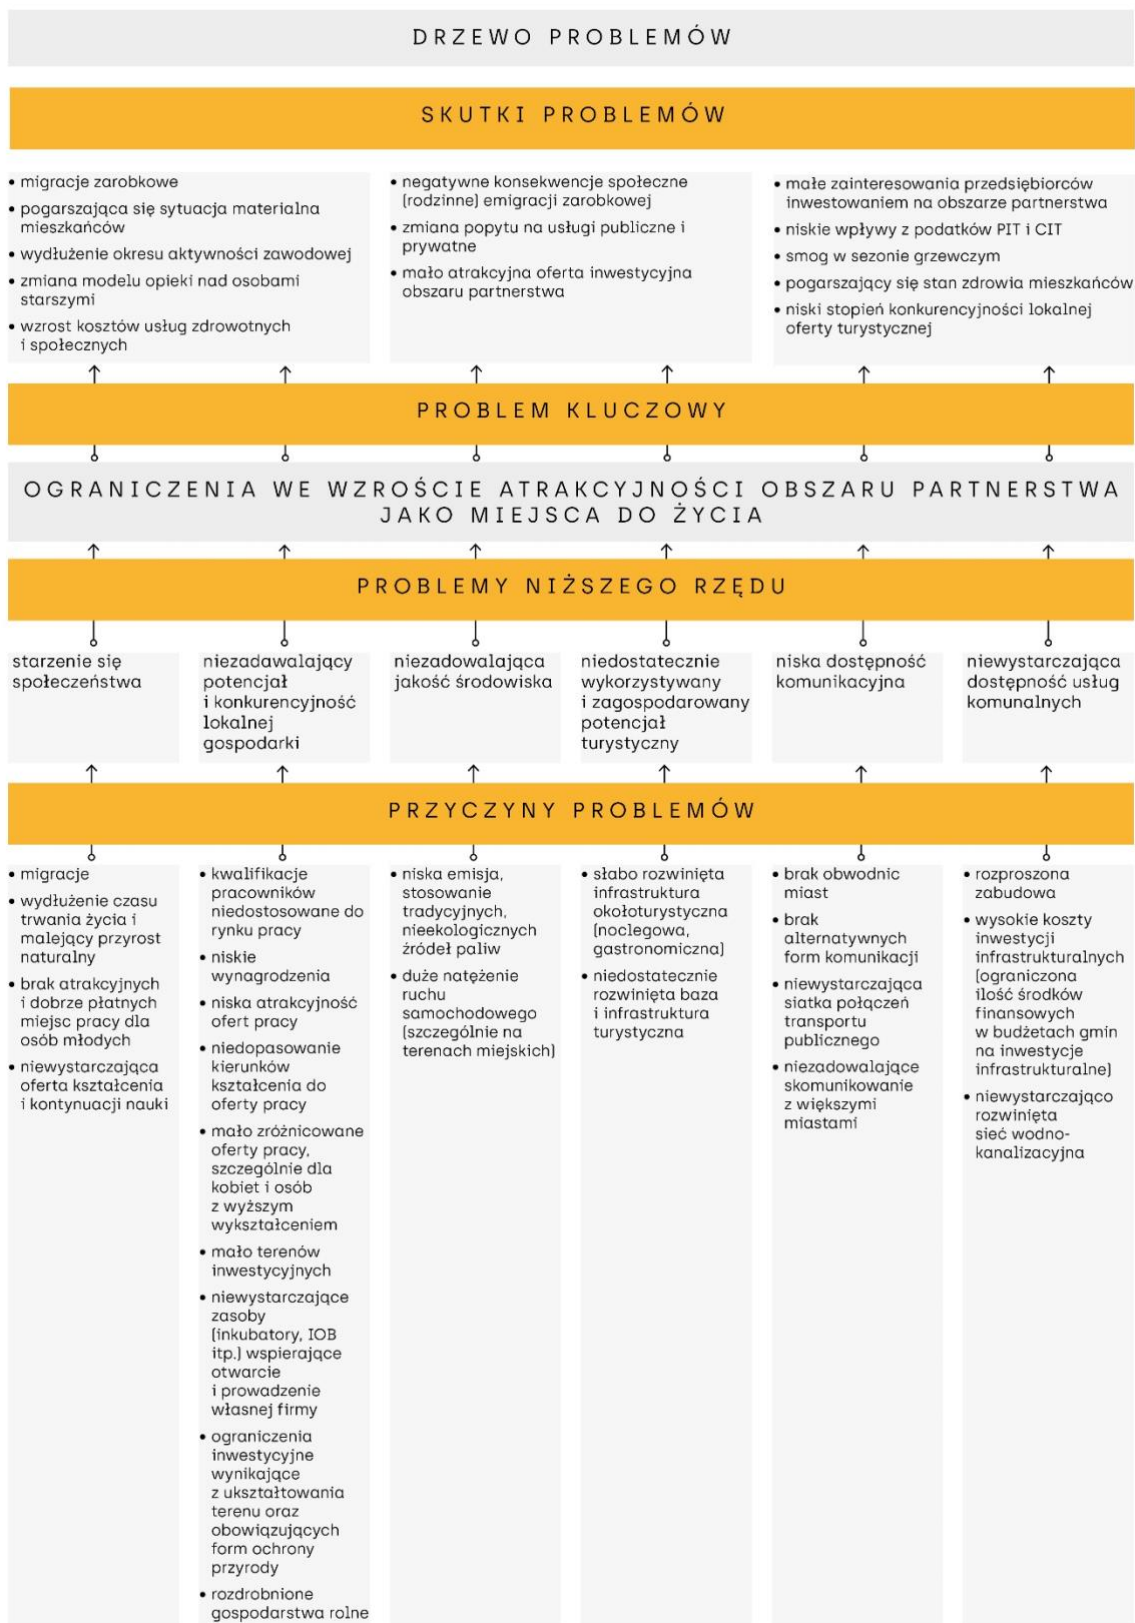 DRZEWO PROBLEMÓW
SKUTKI PROBLEMÓW
• migracje zarobkowe
• pogarszająca się sytuacja materialna
mieszkańców
• wydłużenie okresu aktywności zawodowej
• zmiana modelu opieki nad osobami
starszymi
• wzrost kosztów usług zdrowotnych
i społecznych
• negatywne konsekwencje społeczne
(rodzinne) emigracji zarobkowej
• zmiana popytu na usługi publiczne i
prywatne
• mało atrakcyjna oferta inwestycyjna
obszaru partnerstwa
• małe zainteresowania przedsiębiorców
inwestowaniem na obszarze partnerstwa
• niskie wpływy z podatków PIT i CIT
• smog w sezonie grzewczym
• pogarszający się stan zdrowia mieszkańców
• niski stopień konkurencyjności lokalnej
oferty turystycznej
PROBLEM KLUCZOWY
OGRANICZENIA WE WZROŚCIE ATRAKCYJNOŚCI OBSZARU PARTNERSTWA
JAKO MIEJSCA DO ŻYCIA
PROBLEMY NIŻSZEGO RZĘDU
starzenie się
społeczeństwa
niezadawalający
potencjał
i konkurencyjność
lokalnej
gospodarki
niezadowalająca
jakość środowiska
niedostatecznie
wykorzystywany
i zagospodarowany
potencjał
turystyczny
niska dostępność
komunikacyjna
niewystarczająca
dostępność usług
komunalnych
PRZYCZYNY PROBLEMÓW
• migracje
• wydłużenie czasu
trwania życia i
malejący przyrost
naturalny
• brak atrakcyjnych
i dobrze płatnych
miejsc pracy dla
osób młodych
• niewystarczająca
oferta kształcenia
i kontynuacji nauki
• kwalifikacje
pracowników
niedostosowane do
rynku pracy
• niskie
wynagrodzenia
• niska atrakcyjność
ofert pracy
• niedopasowanie
kierunków
kształcenia do
oferty pracy
• mało zróżnicowane
oferty pracy,
szczególnie dla
kobiet i osób
z wyższym
wykształceniem
• mało terenów
inwestycyjnych
• niewystarczające
zasoby
(inkubatory, IOB
itp.) wspierające
otwarcie
i prowadzenie
własnej firmy
• ograniczenia
inwestycyjne
wynikające
z ukształtowania
terenu oraz
obowiązujących
form ochrony
przyrody
• rozdrobnione
gospodarstwa rolne
• niska emisja,
stosowanie
tradycyjnych,
nieekologicznych
źródeł paliw
• duże natężenie
ruchu
samochodowego
(szczególnie na
terenach miejskich)
• słabo rozwinięta
infrastruktura
okołoturystyczna
(noclegowa,
gastronomiczna)
• niedostatecznie
rozwinięta baza
i infrastruktura
turystyczna
• brak obwodnic
miast
• brak
alternatywnych
form komunikacji
• niewystarczająca
siatka połączeń
transportu
publicznego
• niezadowalające
skomunikowanie
z większymi
miastami
• rozproszona
zabudowa
• wysokie koszty
inwestycji
infrastrukturalnych
(ograniczona
ilość środków
finansowych
w budżetach gmin
na inwestycje
infrastrukturalne)
• niewystarczająco
rozwinięta
sieć wodno-
kanalizacyjna